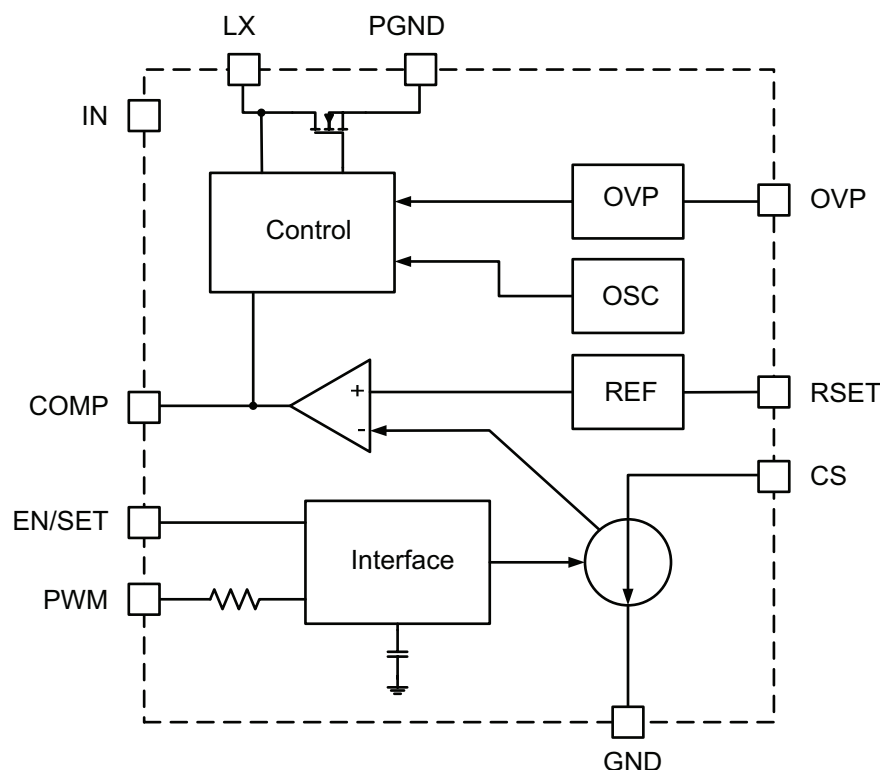 LX
PGND
IN
OVP
OVP
Control
OSC
COMP
+
REF
RSET
-
CS
EN/SET
Interface
PWM
GND